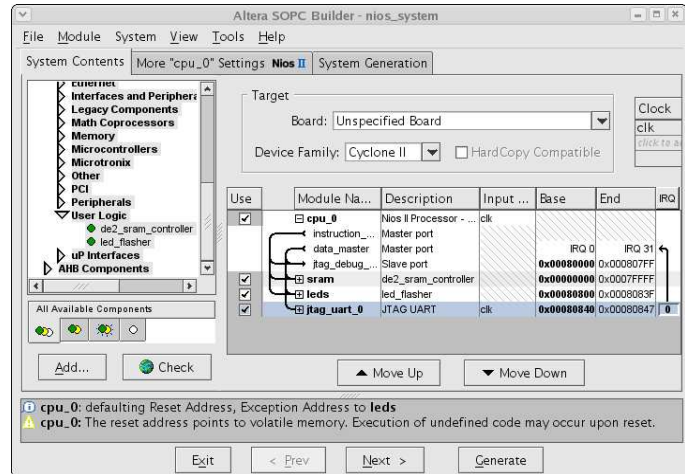 Altera SOPC Builder - nios_system
File Module System View Tools Help
System Contents More "cpu_0" Settings Nios II System Generation
Ethernet
Interfaces and Periphera
Legacy Components
Math Coprocessors
Memory
Microcontrollers
Microtronix
Other
PCI
Peripherals
User Logic
de2_sram_controller
led_flasher
uP Interfaces
AHB Components
All Available Components
Add... Check
Target
Board: Unspecified Board
Device Family: Cyclone II HardCopy Compatible
Clock
clk
click to a
Use Module Na... Description Input ... Base End IRQ
cpu_0 Nios II Processor - ... clk
instruction_... Master port
data_master Master port IRQ 0 IRQ 31
jtag_debug_... Slave port 0x00080000 0x000807FF
sram de2_sram_controller 0x00000000 0x0007FFFF
leds led_flasher 0x00080800 0x0008083F
jtag_uart_0 JTAG UART clk 0x00080840 0x00080847 0
Move Up Move Down
cpu_0: defaulting Reset Address, Exception Address to leds
cpu_0: The reset address points to volatile memory. Execution of undefined code may occur upon reset.
Exit < Prev Next > Generate